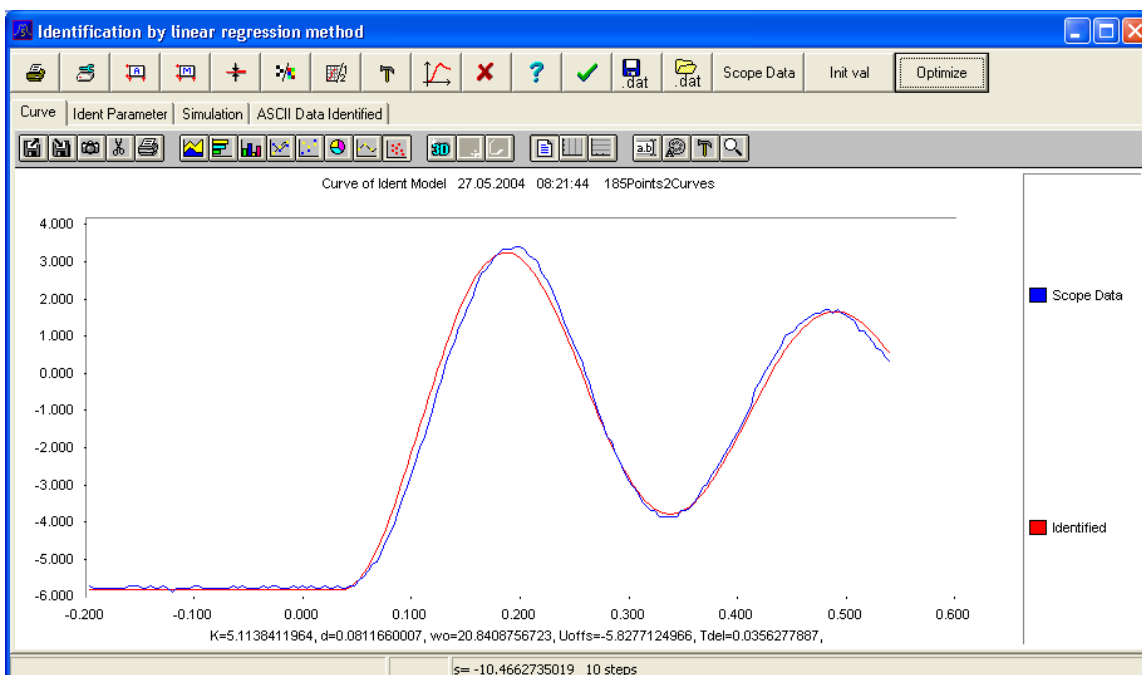 Identification by linear regression method
A M 1/2 ? .dat .dat Scope Data Init val Optimize
Curve Ident Parameter Simulation ASCII Data Identified
3D a.b
Curve of Ident Model 27.05.2004 08:21:44 185Points2Curves
4.000
3.000
2.000
Scope Data
1.000
0.000
-1.000
-2.000
-3.000
-4.000
Identified
-5.000
-6.000
-0.200 -0.100 0.000 0.100 0.200 0.300 0.400 0.500 0.600
K=5.1138411964, d=0.0811660007, wo=20.8408756723, Uoffs=-5.8277124966, Tdel=0.0356277887,
s= -10.4662735019 10 steps